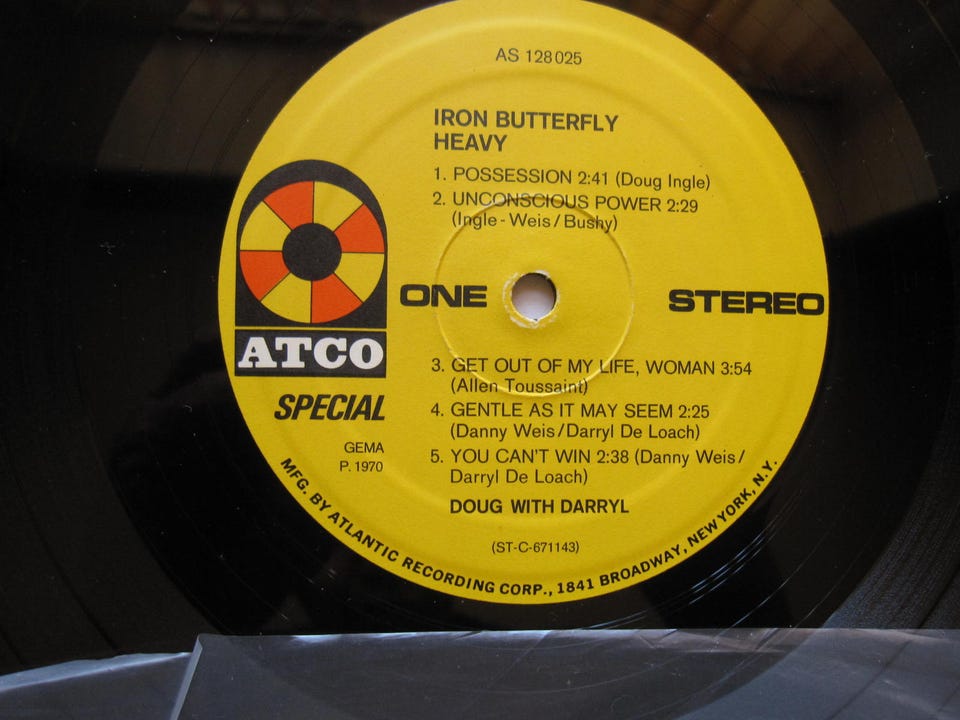 AS 128025
IRON BUTTERFLY
HEAVY
1. POSSESSION 2:41 (Doug Ingle)
2. UNCONSCIOUS POWER 2:29
(Ingle - Weis / Bushy)
ONE
STEREO
ATCO
SPECIAL
GEMA
P. 1970
3. GET OUT OF MY LIFE, WOMAN 3:54
(Allen Toussaint)
4. GENTLE AS IT MAY SEEM 2:25
(Danny Weis / Darryl De Loach)
5. YOU CAN'T WIN 2:38 (Danny Weis /
Darryl De Loach)
DOUG WITH DARRYL
(ST-C-671143)
MFG. BY ATLANTIC RECORDING CORP., 1841 BROADWAY, NEW YORK, N.Y.